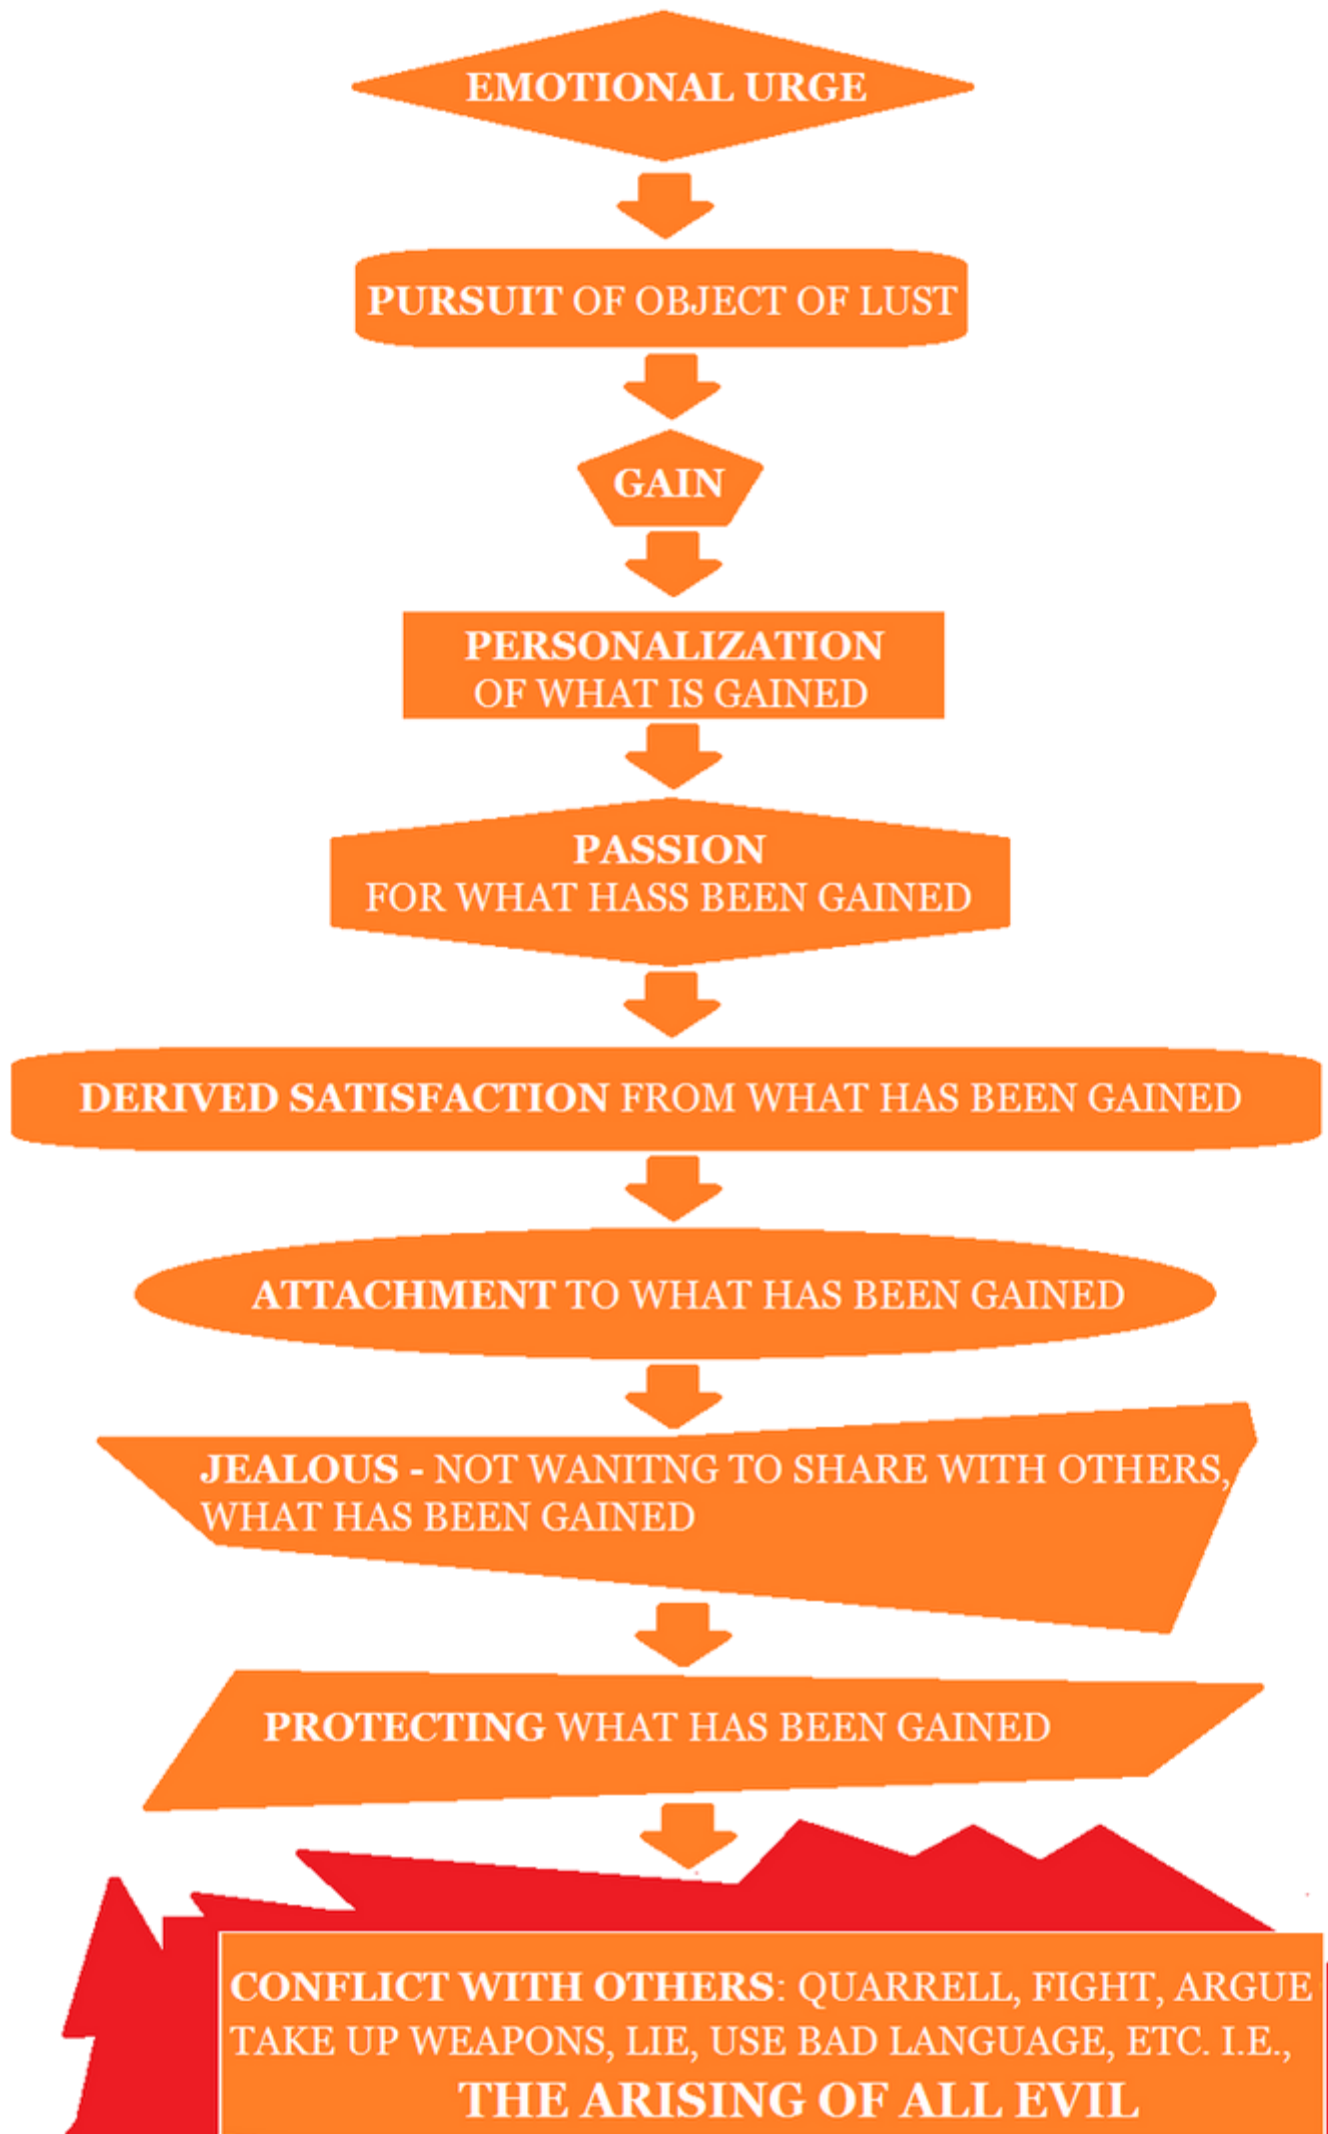 EMOTIONAL URGE
PURSUIT OF OBJECT OF LUST
GAIN
PERSONALIZATION
OF WHAT IS GAINED
PASSION
FOR WHAT HASS BEEN GAINED
DERIVED SATISFACTION FROM WHAT HAS BEEN GAINED
ATTACHMENT TO WHAT HAS BEEN GAINED
JEALOUS - NOT WANITNG TO SHARE WITH OTHERS,
WHAT HAS BEEN GAINED
PROTECTING WHAT HAS BEEN GAINED
CONFLICT WITH OTHERS: QUARRELL, FIGHT, ARGUE
TAKE UP WEAPONS, LIE, USE BAD LANGUAGE, ETC. I.E.,
THE ARISING OF ALL EVIL